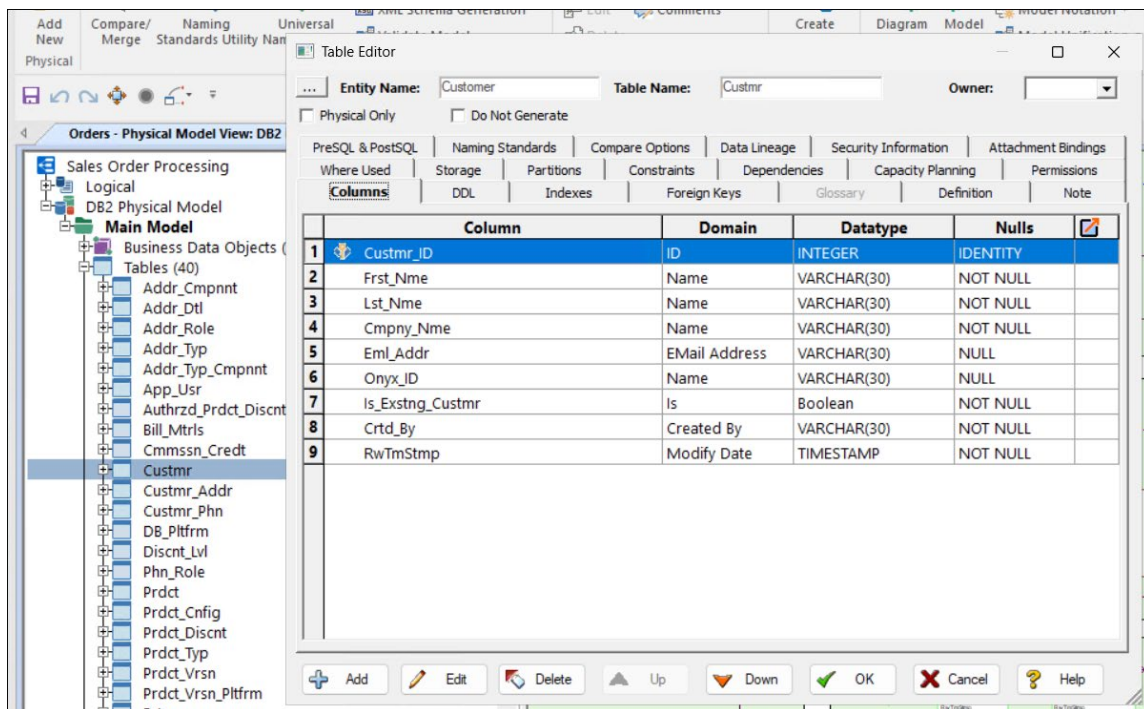 XML Schema Generation Edit Comments Model Notation
Add Compare/ Naming Universal Create Diagram Model
New Merge Standards Utility
Physical
Table Editor
... Entity Name: Customer Table Name: Custmr Owner:
Physical Only Do Not Generate
Orders - Physical Model View: DB2
PreSQL & PostSQL Naming Standards Compare Options Data Lineage Security Information Attachment Bindings
Where Used Storage Partitions Constraints Dependencies Capacity Planning Permissions
Columns DDL Indexes Foreign Keys Glossary Definition Note
Column Domain Datatype Nulls
1 Custmr_ID ID INTEGER IDENTITY
2 Frst_Nme Name VARCHAR(30) NOT NULL
3 Lst_Nme Name VARCHAR(30) NOT NULL
4 Cmpny_Nme Name VARCHAR(30) NOT NULL
5 Eml_Addr EMail Address VARCHAR(30) NULL
6 Onyx_ID Name VARCHAR(30) NULL
7 Is_Exstng_Custmr Is Boolean NOT NULL
8 Crtd_By Created By VARCHAR(30) NOT NULL
9 RwTmStmp Modify Date TIMESTAMP NOT NULL
Sales Order Processing
Logical
DB2 Physical Model
Main Model
Business Data Objects (
Tables (40)
Addr_Cmpnnt
Addr_Dtl
Addr_Role
Addr_Typ
Addr_Typ_Cmpnnt
App_Usr
Authrzd_Prdct_Discnt
Bill_Mtrls
Cmmssn_Credt
Custmr
Custmr_Addr
Custmr_Phn
DB_Pltfrm
Discnt_Lvl
Phn_Role
Prdct
Prdct_Cnfig
Prdct_Discnt
Prdct_Typ
Prdct_Vrsn
Prdct_Vrsn_Pltfrm
Add Edit Delete Up Down OK Cancel Help